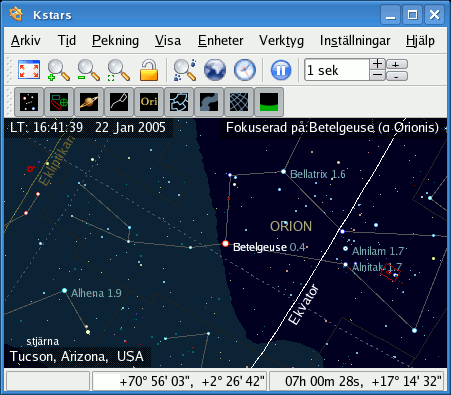 Kstars
Arkiv Tid Pekning Visa Enheter Verktyg Inställningar Hjälp
1 sek
Ori
LT: 16:41:39 22 Jan 2005
Fokuserad på:Betelgeuse (α Orionis)
α
Ekliptikan
Bellatrix 1.6
ORION
Betelgeuse 0.4
Alnilam 1.7
Alnitak 1.7
Alhena 1.9
Ekvator
stjärna
Tucson, Arizona, USA
+70° 56' 03", +2° 26' 42"
07h 00m 28s, +17° 14' 32"